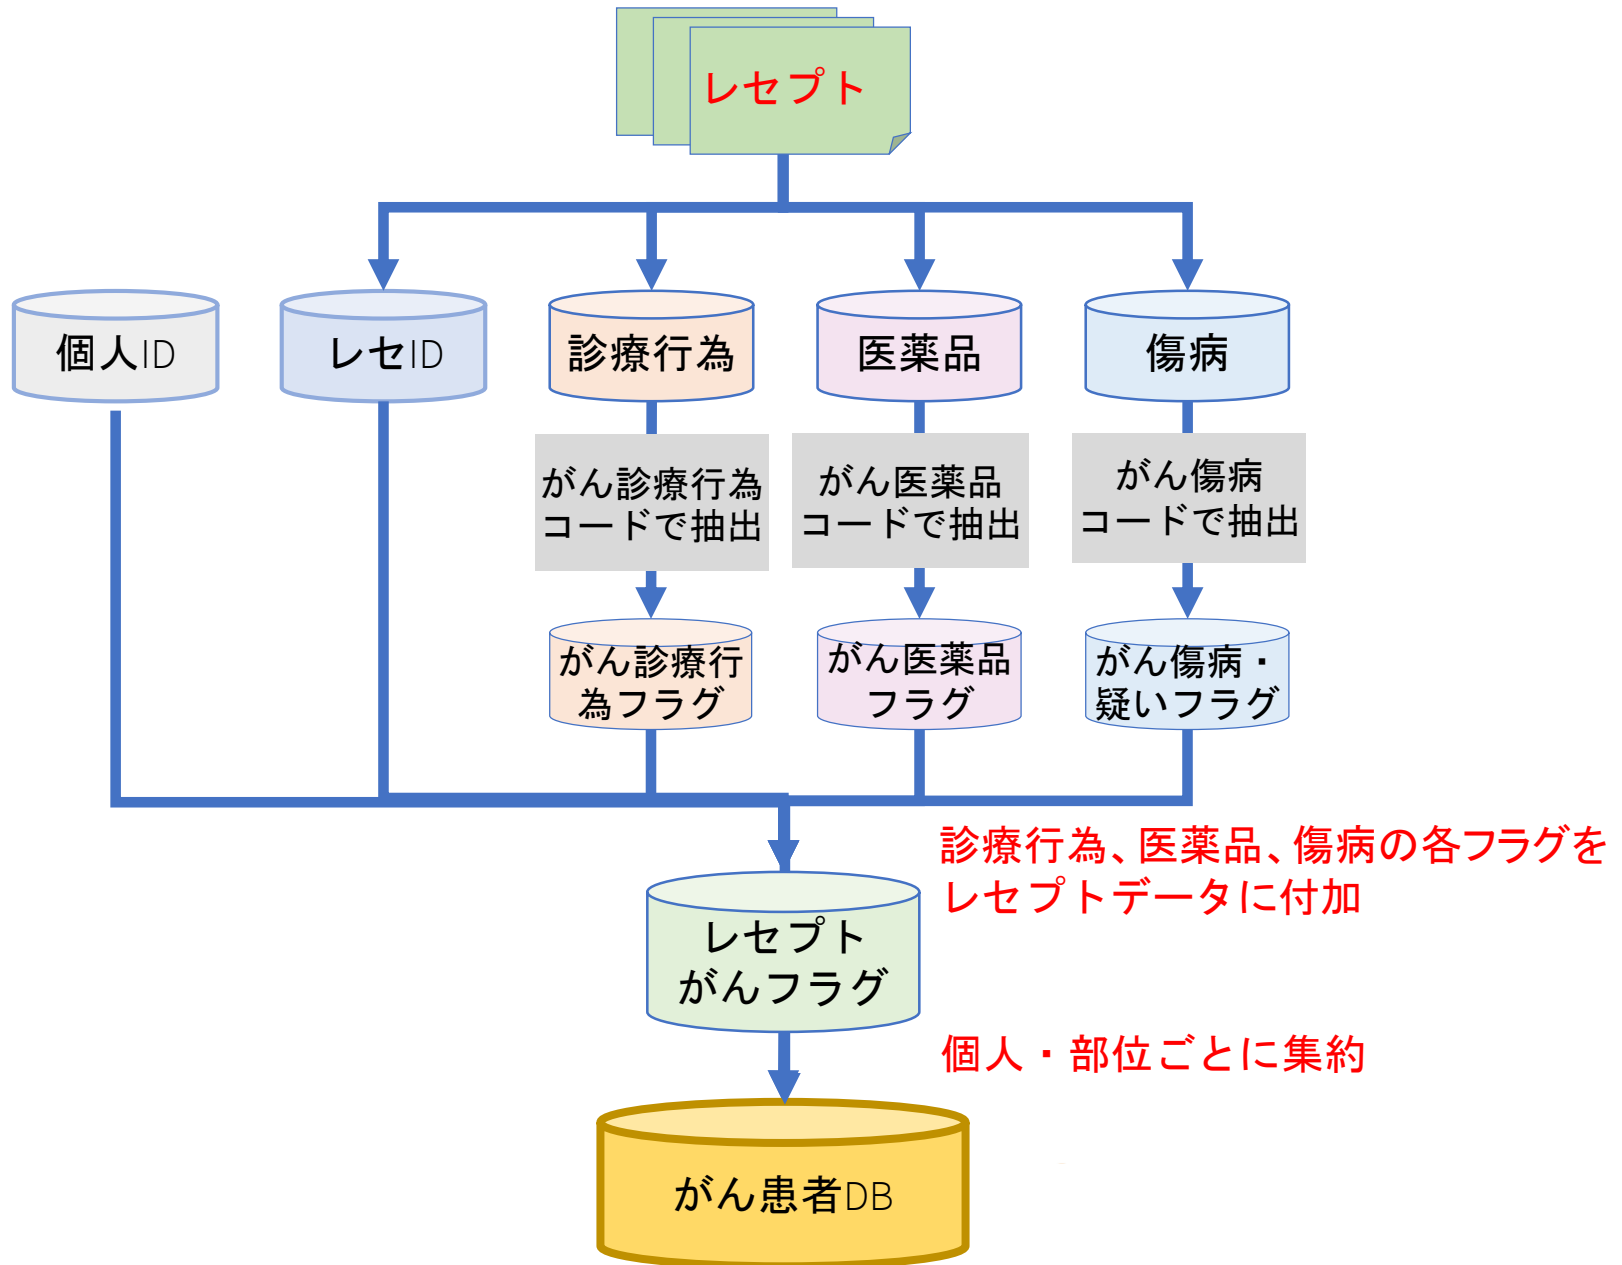 レセプト
個人ID
レセID
診療行為
医薬品
傷病
がん診療行為
コードで抽出
がん医薬品
コードで抽出
がん傷病
コードで抽出
がん診療行
為フラグ
がん医薬品
フラグ
がん傷病・
疑いフラグ
診療行為、医薬品、傷病の各フラグを
レセプトデータに付加
レセプト
がんフラグ
個人・部位ごとに集約
がん患者DB